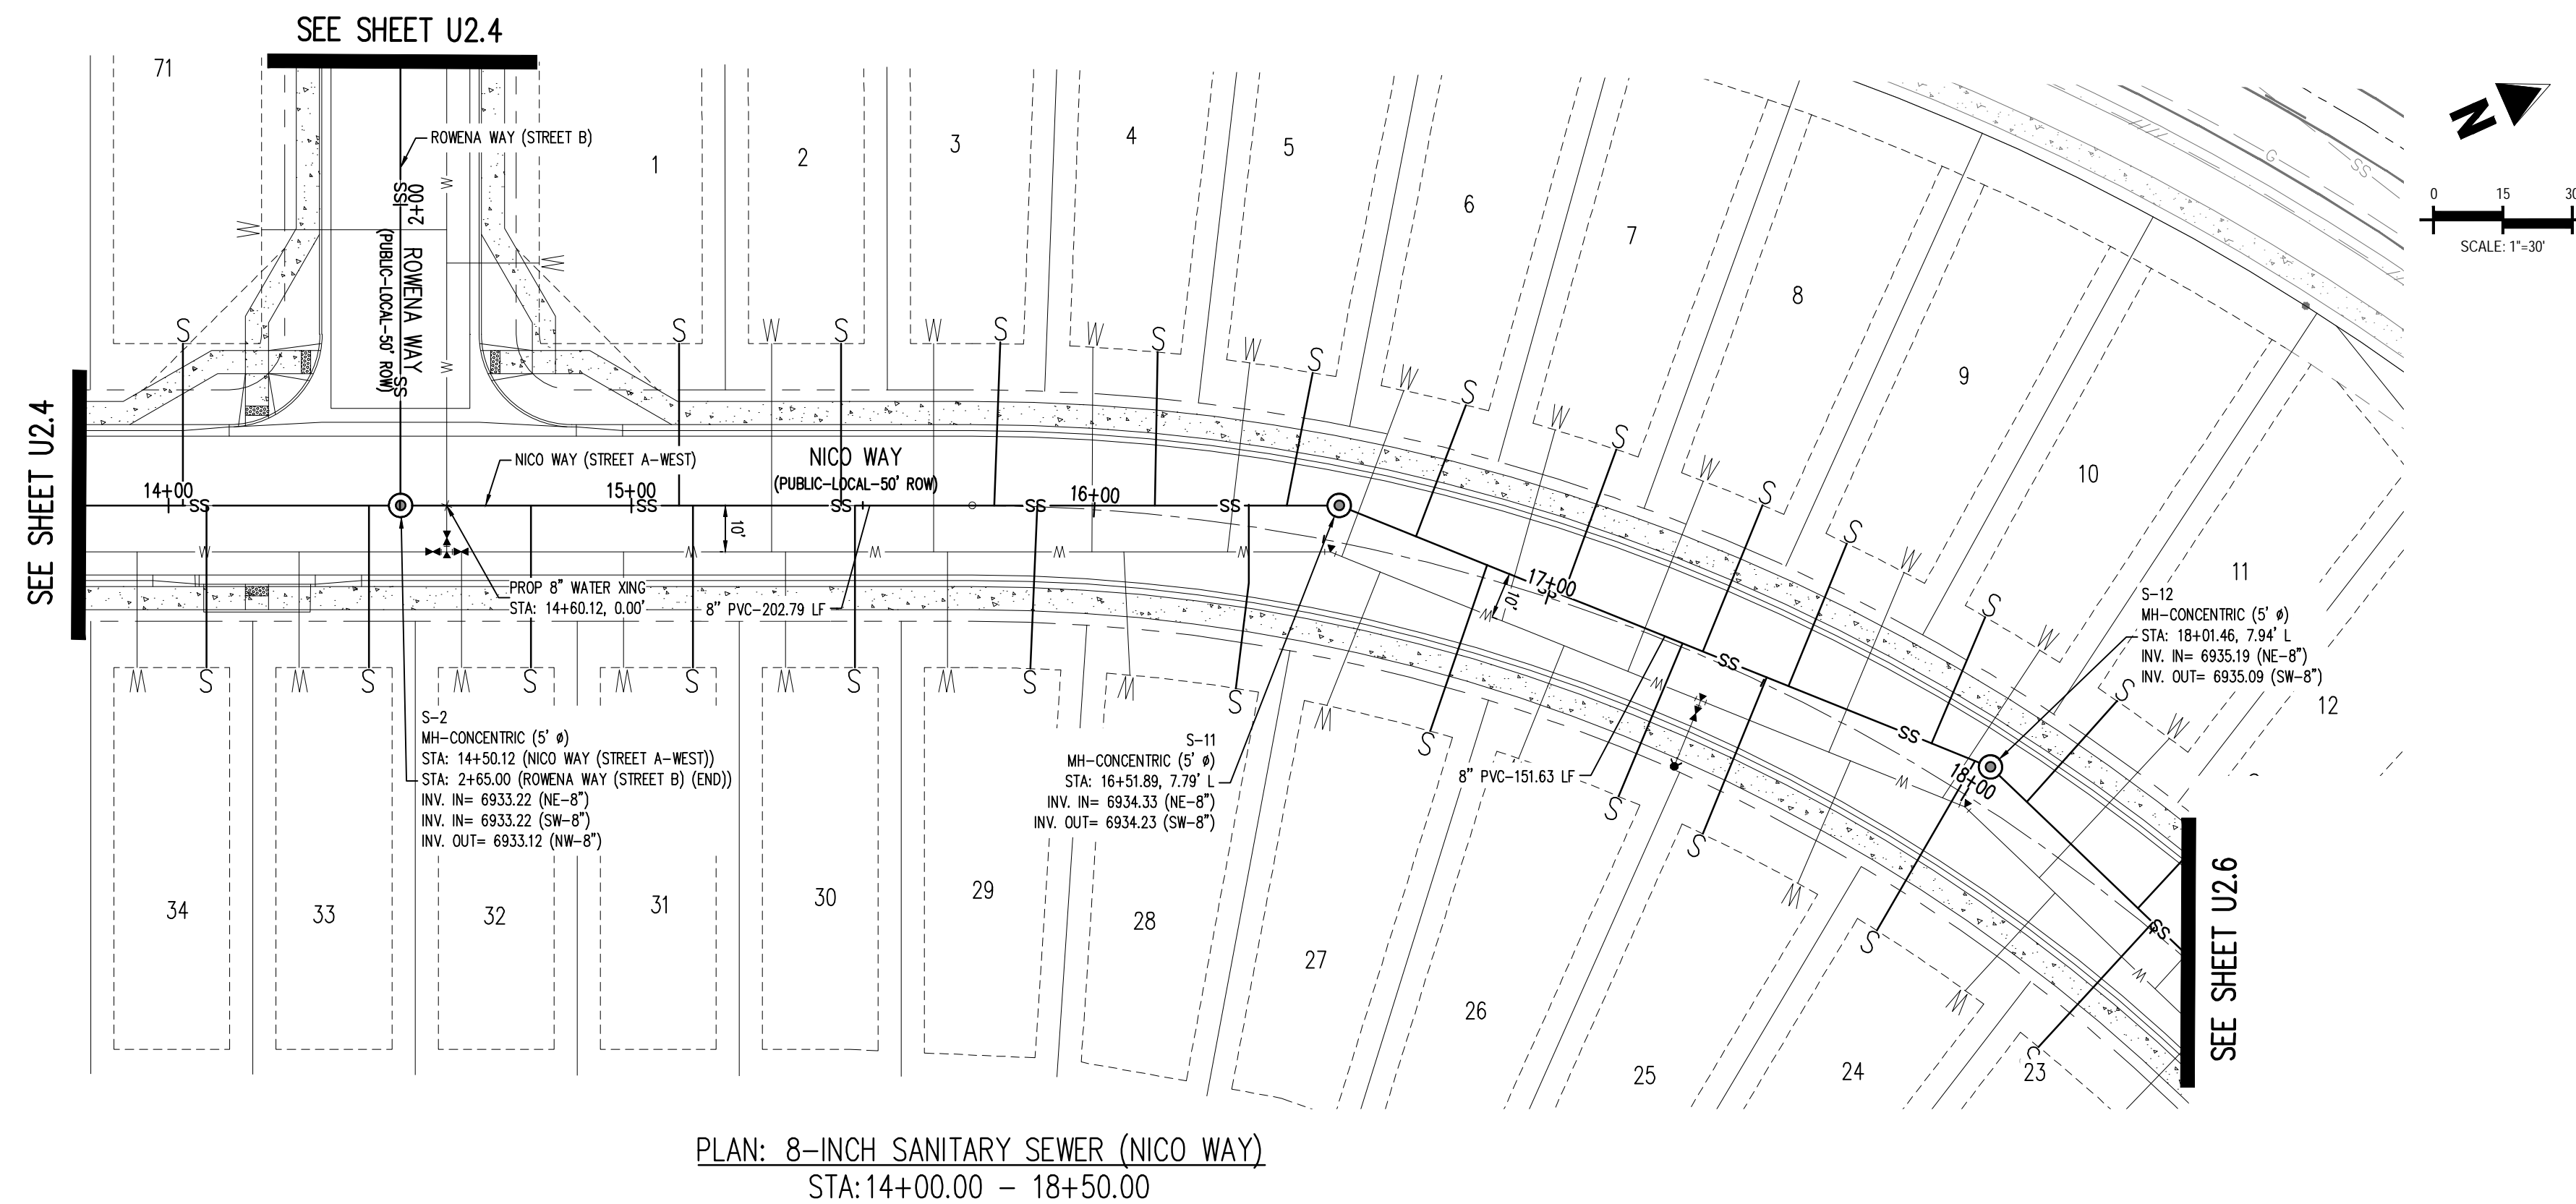 SEE SHEET U2.4
71
ROWENA WAY (STREET B)
1
2
3
4
5
6
7
8
9
10
11
12
G
SS
N
0 15 30
SCALE: 1"=30'
W
W
SS
2+00
ROWENA WAY
(PUBLIC-LOCAL-50' ROW)
SS
W
W
W
S
S
W
S
W
S
W
S
W
S
W
S
W
S
W
S
W
S
W
S
W
S
W
SEE SHEET U2.4
14+00
SS
NICO WAY (STREET A-WEST)
15+00
SS
NICO WAY
(PUBLIC-LOCAL-50' ROW)
SS
SS
16+00
SS
17+00
SS
SS
18+00
SS
10'
10'
W
W
W
W
W
W
W
W
W
PROP 8" WATER XING
STA: 14+60.12, 0.00'
8" PVC-202.79 LF
S-12
MH-CONCENTRIC (5' ø)
STA: 18+01.46, 7.94' L
INV. IN= 6935.19 (NE-8")
INV. OUT= 6935.09 (SW-8")
W
S
W
S
W
S
W
S
W
S
W
S
W
S
W
S
S
W
S
W
S
W
S
S-2
MH-CONCENTRIC (5' ø)
STA: 14+50.12 (NICO WAY (STREET A-WEST))
STA: 2+65.00 (ROWENA WAY (STREET B) (END))
INV. IN= 6933.22 (NE-8")
INV. IN= 6933.22 (SW-8")
INV. OUT= 6933.12 (NW-8")
S-11
MH-CONCENTRIC (5' ø)
STA: 16+51.89, 7.79' L
INV. IN= 6934.33 (NE-8")
INV. OUT= 6934.23 (SW-8")
8" PVC-151.63 LF
SEE SHEET U2.6
34
33
32
31
30
29
28
27
26
25
24
23
PLAN: 8-INCH SANITARY SEWER (NICO WAY)
STA:14+00.00 - 18+50.00